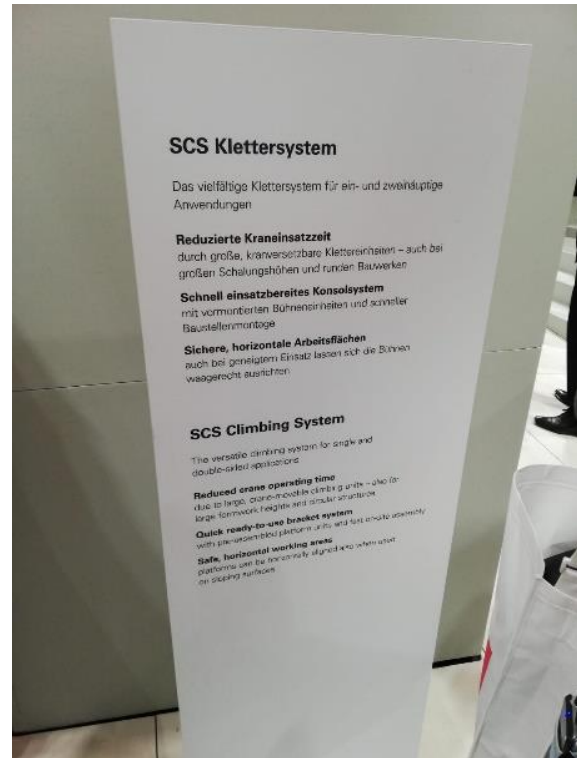 SCS Klettersystem
Das vielfältige Klettersystem für ein- und zweihäuptige
Anwendungen
Reduzierte Kraneinsatzzeit
durch große, kranversetzbare Klettereinheiten – auch bei
großen Schalungshöhen und runden Bauwerken
Schnell einsatzbereites Konsolsystem
mit vormontierten Bühneneinheiten und schneller
Baustellenmontage
Sichere, horizontale Arbeitsflächen
auch bei geneigtem Einsatz lassen sich die Bühnen
waagerecht ausrichten
SCS Climbing System
The versatile climbing system for single and
double-sided applications
Reduced crane operating time
due to large, crane-movable climbing units – also for
large formwork heights and circular structures
Quick ready-to-use bracket system
with pre-assembled platform units and fast on-site assembly
Safe, horizontal working areas
platforms can be horizontally aligned also when used
on sloping surfaces